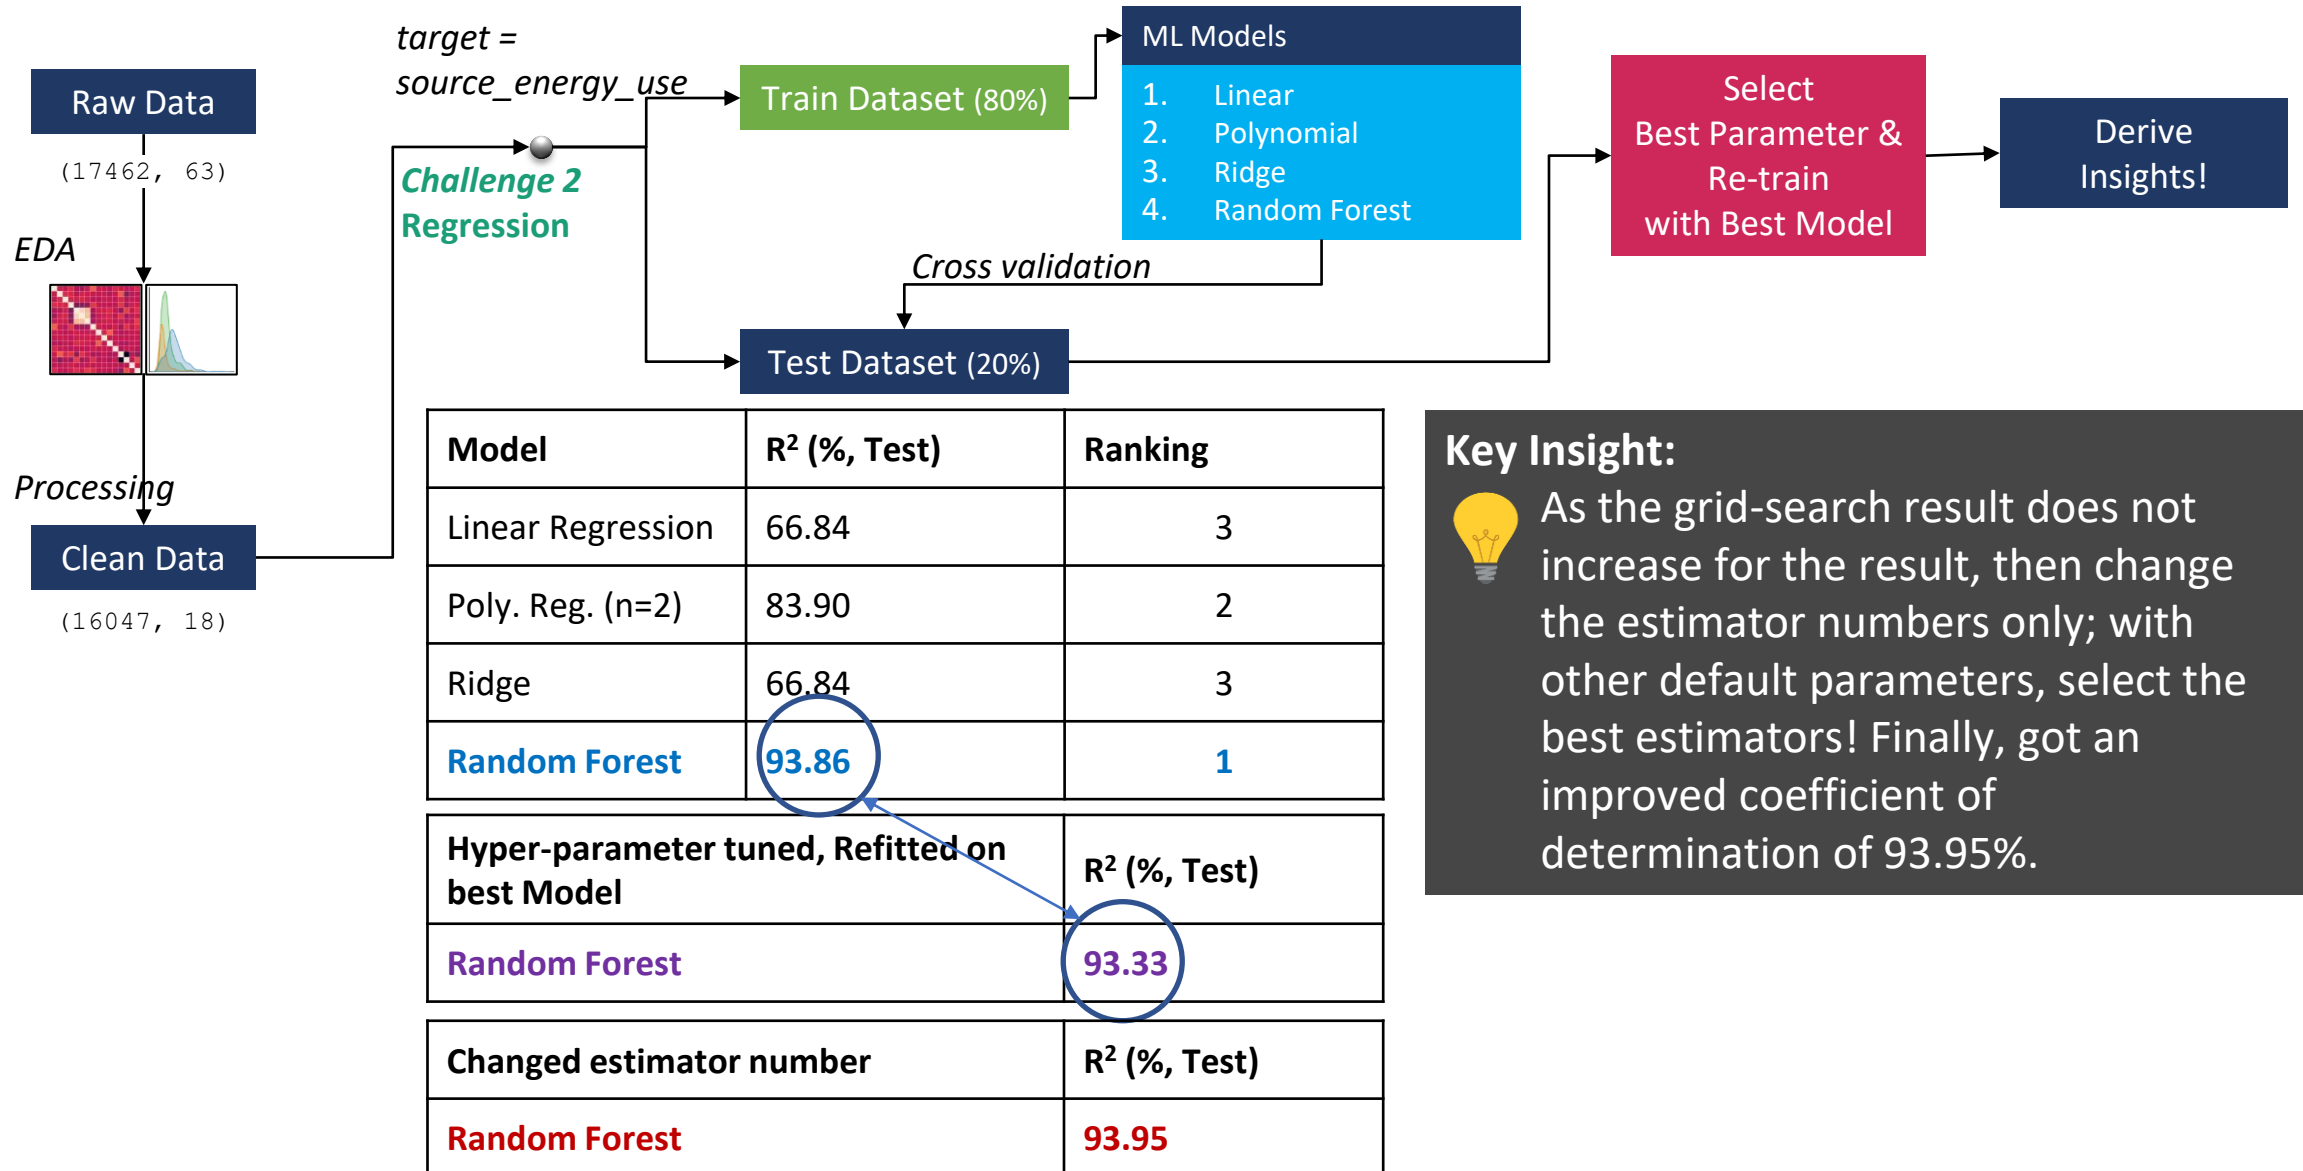 Raw Data
(17462, 63)
EDA
Processing
Clean Data
(16047, 18)
target =
source_energy_use
Challenge 2
Regression
Train Dataset (80%)
ML Models
1. Linear
2. Polynomial
3. Ridge
4. Random Forest
Cross validation
Test Dataset (20%)
Select
Best Parameter &
Re-train
with Best Model
Derive
Insights!
Model R² (%, Test) Ranking
Linear Regression 66.84 3
Poly. Reg. (n=2) 83.90 2
Ridge 66.84 3
Random Forest 93.86 1
Hyper-parameter tuned, Refitted on
best Model
R² (%, Test)
Random Forest 93.33
Changed estimator number R² (%, Test)
Random Forest 93.95
Key Insight:
As the grid-search result does not
increase for the result, then change
the estimator numbers only; with
other default parameters, select the
best estimators! Finally, got an
improved coefficient of
determination of 93.95%.